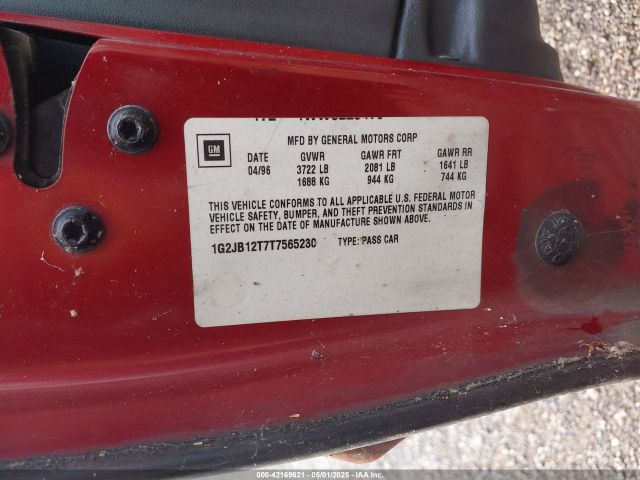 GM
MFD BY GENERAL MOTORS CORP
DATE GVWR GAWR FRT GAWR RR
04/96 3722 LB 2081 LB 1641 LB
1688 KG 944 KG 744 KG
THIS VEHICLE CONFORMS TO ALL APPLICABLE U.S. FEDERAL MOTOR
VEHICLE SAFETY, BUMPER, AND THEFT PREVENTION STANDARDS IN
EFFECT ON THE DATE OF MANUFACTURE SHOWN ABOVE.
1G2JB12T7T7565230 TYPE: PASS CAR
000-42169621 - 05/01/2025 - IAAI.COM